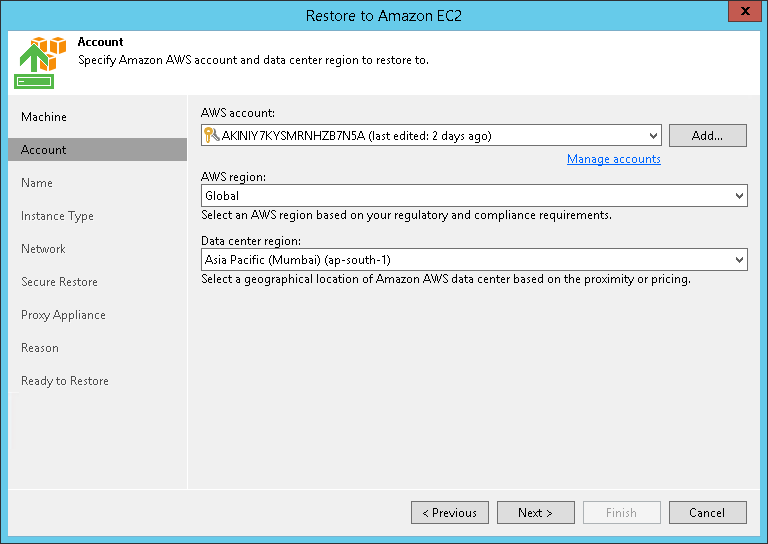 Restore to Amazon EC2
X
Account
Specify Amazon AWS account and data center region to restore to.
Machine
Account
Name
Instance Type
Network
Secure Restore
Proxy Appliance
Reason
Ready to Restore
AWS account:
AKINIY7KYSMRNHZB7N5A (last edited: 2 days ago)
Add...
Manage accounts
AWS region:
Global
Select an AWS region based on your regulatory and compliance requirements.
Data center region:
Asia Pacific (Mumbai) (ap-south-1)
Select a geographical location of Amazon AWS data center based on the proximity or pricing.
< Previous
Next >
Finish
Cancel